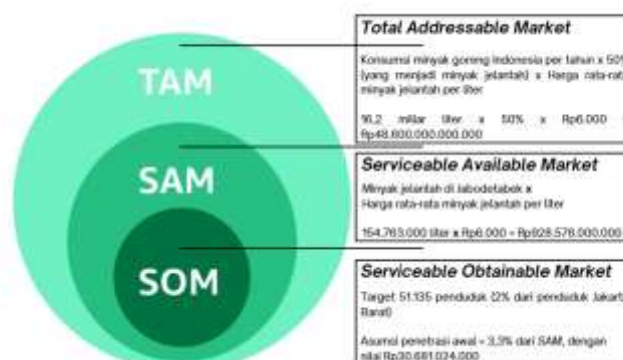 TAM
SAM
SOM
Total Addressable Market
Konsumsi minyak goreng Indonesia per tahun x 50%
(yang menjadi minyak jelantah) x Harga rata-rata
minyak jelantah per liter
16,2 miliar liter x 50% x Rp6.000
Rp48.600.000.000.000
Serviceable Available Market
Minyak jelantah di Jabodetabek x
Harga rata-rata minyak jelantah per liter
154.763.000 liter x Rp6.000 = Rp928.578.000.000
Serviceable Obtainable Market
Target 51.135 penduduk (2% dari penduduk Jakarta
Barat)
Asumsi penetrasi awal = 3,3% dari SAM, dengan
nilai Rp30.681.024.000